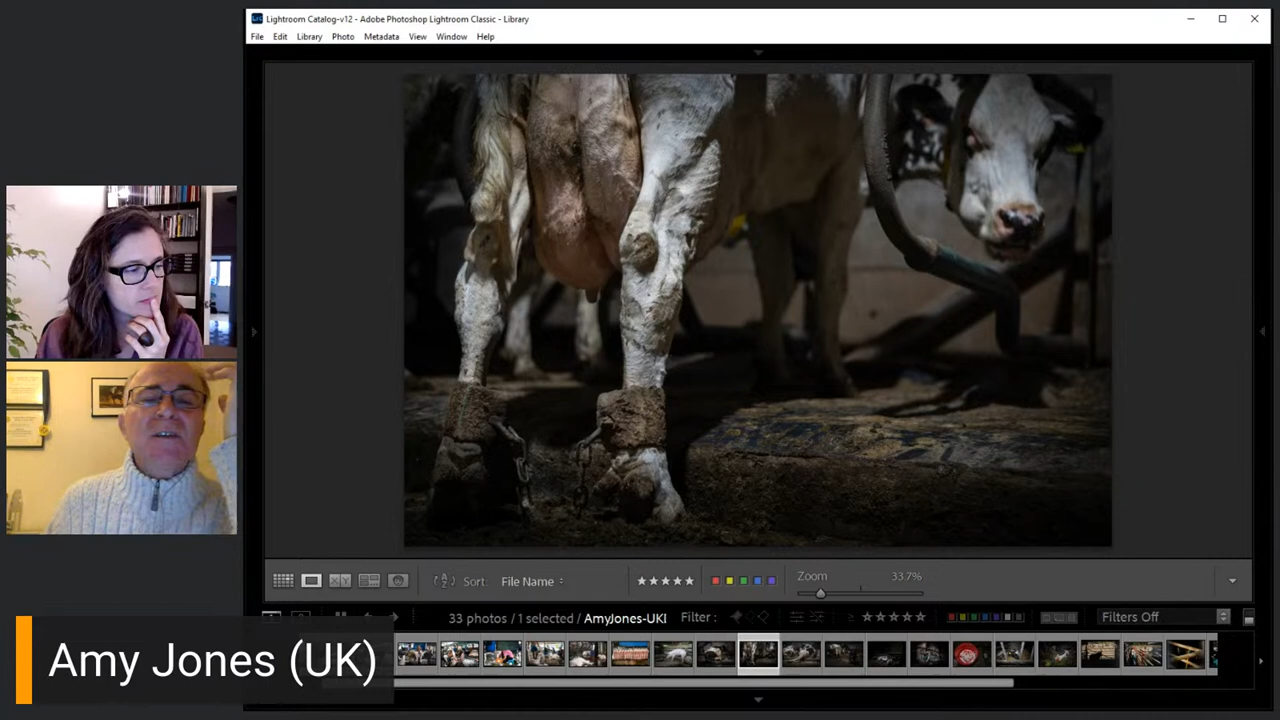 Lightroom Catalog-v12 - Adobe Photoshop Lightroom Classic - Library
File Edit Library Photo Metadata View Window Help
Sort: File Name
Zoom 33.7%
33 photos / 1 selected / AmyJones-UKI
Filter :
Filters Off
Amy Jones (UK)